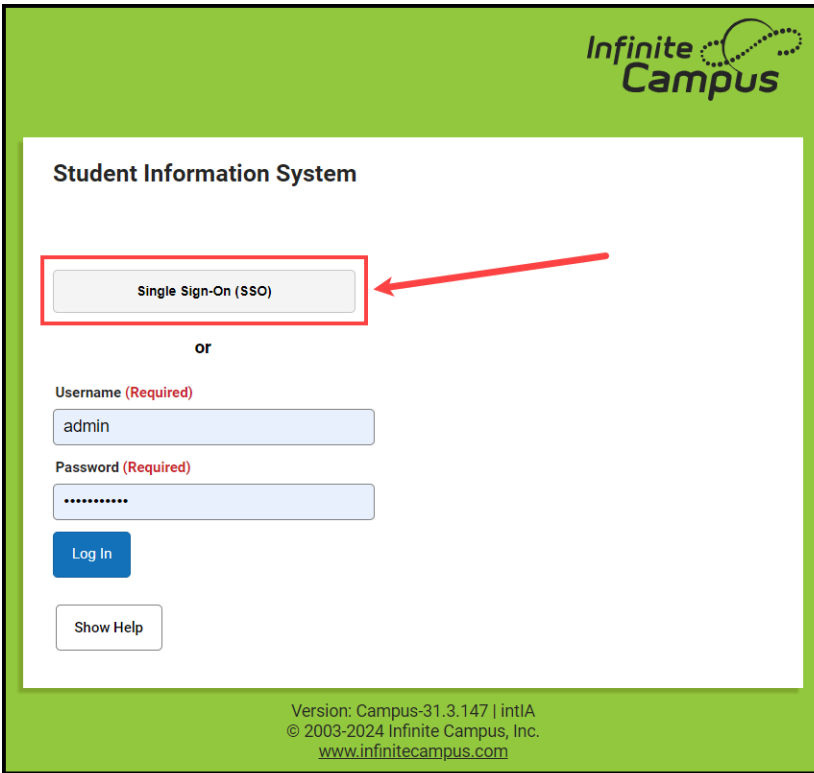 Infinite
Campus
Student Information System
Single Sign-On (SSO)
or
Username (Required)
admin
Password (Required)
•••••••••••
Log In
Show Help
Version: Campus-31.3.147 | intIA
© 2003-2024 Infinite Campus, Inc.
www.infinitecampus.com